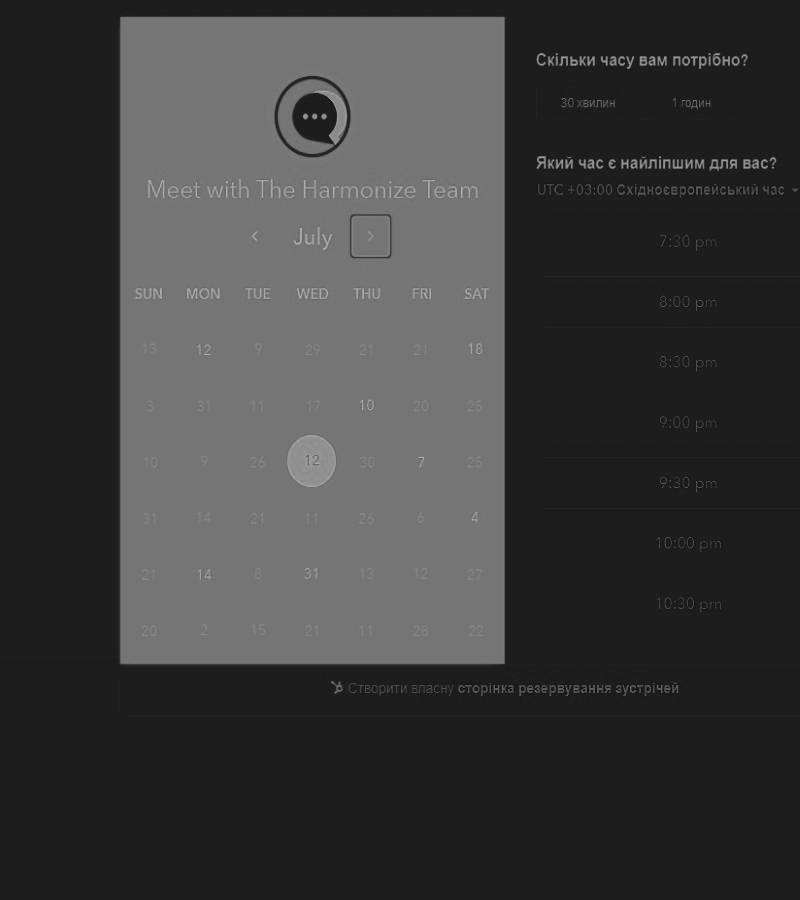 Meet with The Harmonize Team
July
SUN MON TUE WED THU FRI SAT
13 12 9 29 21 21 18
3 31 11 17 10 20 25
10 9 26 12 30 7 25
31 14 21 11 26 6 4
21 14 8 31 13 12 27
20 2 15 21 11 28 22
Скільки часу вам потрібно?
30 хвилин 1 годин
Який час є найліпшим для вас?
UTC +03:00 Східноєвропейський час
7:30 pm
8:00 pm
8:30 pm
9:00 pm
9:30 pm
10:00 pm
10:30 pm
Створити власну сторінка резервування зустрічей